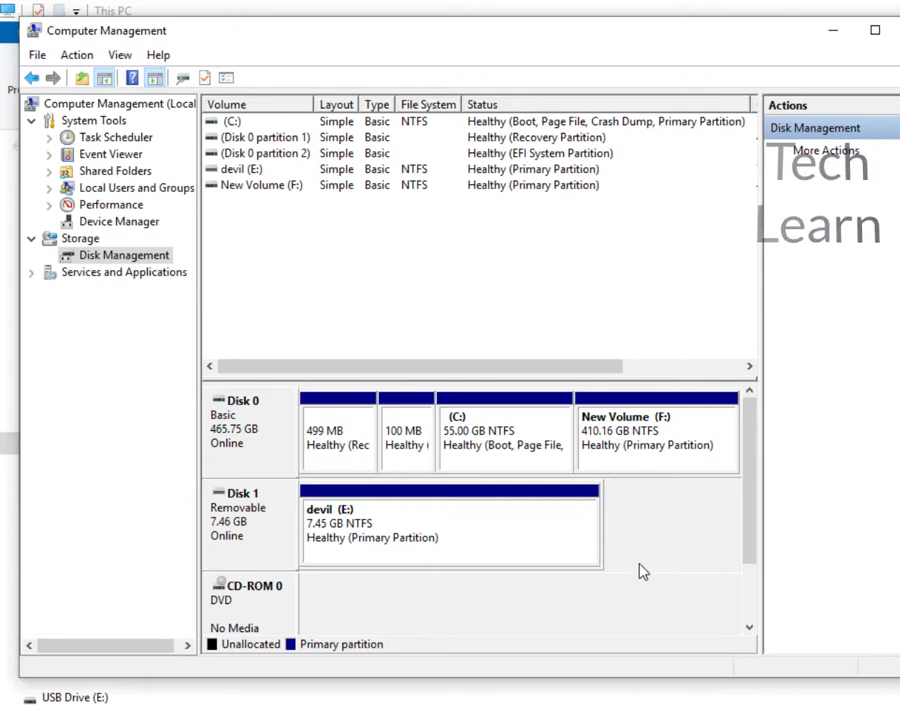 This PC
Computer Management
File Action View Help
Computer Management (Local
System Tools
Task Scheduler
Event Viewer
Shared Folders
Local Users and Groups
Performance
Device Manager
Storage
Disk Management
Services and Applications
Volume Layout Type File System Status
(C:) Simple Basic NTFS Healthy (Boot, Page File, Crash Dump, Primary Partition)
(Disk 0 partition 1) Simple Basic Healthy (Recovery Partition)
(Disk 0 partition 2) Simple Basic Healthy (EFI System Partition)
devil (E:) Simple Basic NTFS Healthy (Primary Partition)
New Volume (F:) Simple Basic NTFS Healthy (Primary Partition)
Actions
Disk Management
More Actions
Tech
Learn
Disk 0
Basic
465.75 GB
Online
499 MB
Healthy (Rec
100 MB
Healthy (
(C:)
55.00 GB NTFS
Healthy (Boot, Page File,
New Volume (F:)
410.16 GB NTFS
Healthy (Primary Partition)
Disk 1
Removable
7.46 GB
Online
devil (E:)
7.45 GB NTFS
Healthy (Primary Partition)
CD-ROM 0
DVD
No Media
Unallocated Primary partition
USB Drive (E:)